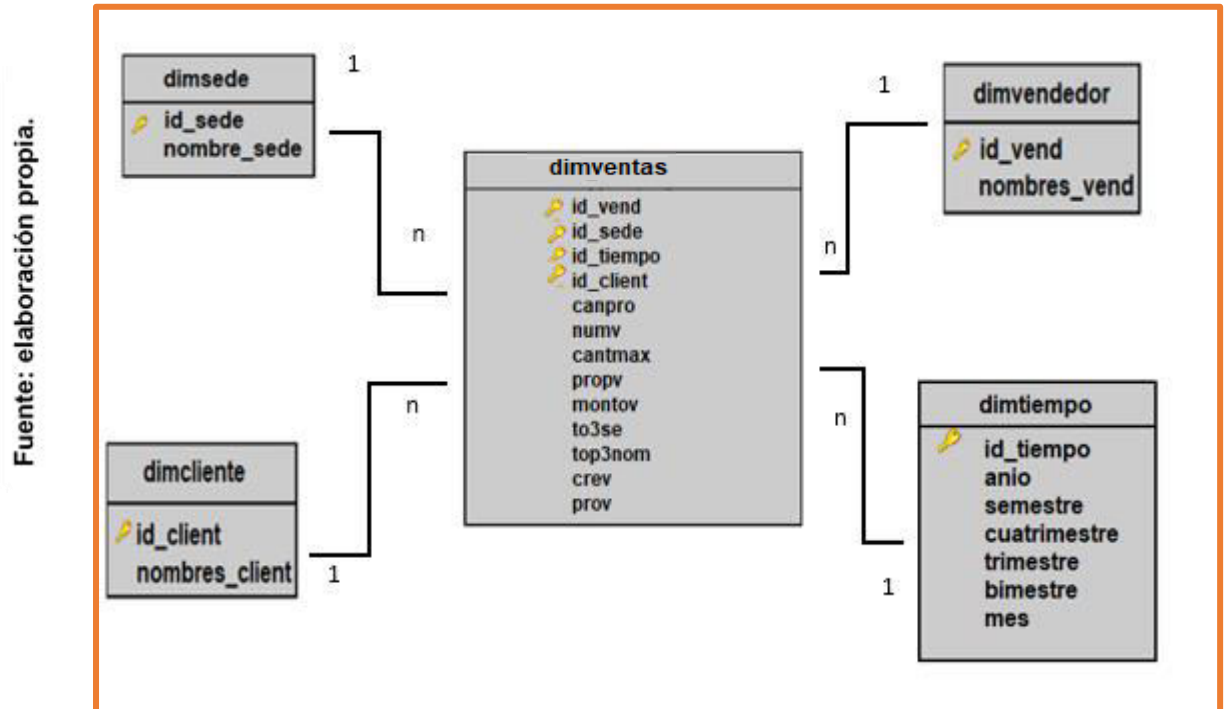 Fuente: elaboración propia.
dimsede
id_sede
nombre_sede
1
n
dimventas
id_vend
id_sede
id_tiempo
id_client
canpro
numv
cantmax
propv
montov
to3se
top3nom
crev
prov
1
n
dimvendedor
id_vend
nombres_vend
dimcliente
id_client
nombres_client
1
n
n
1
dimtiempo
id_tiempo
anio
semestre
cuatrimestre
trimestre
bimestre
mes